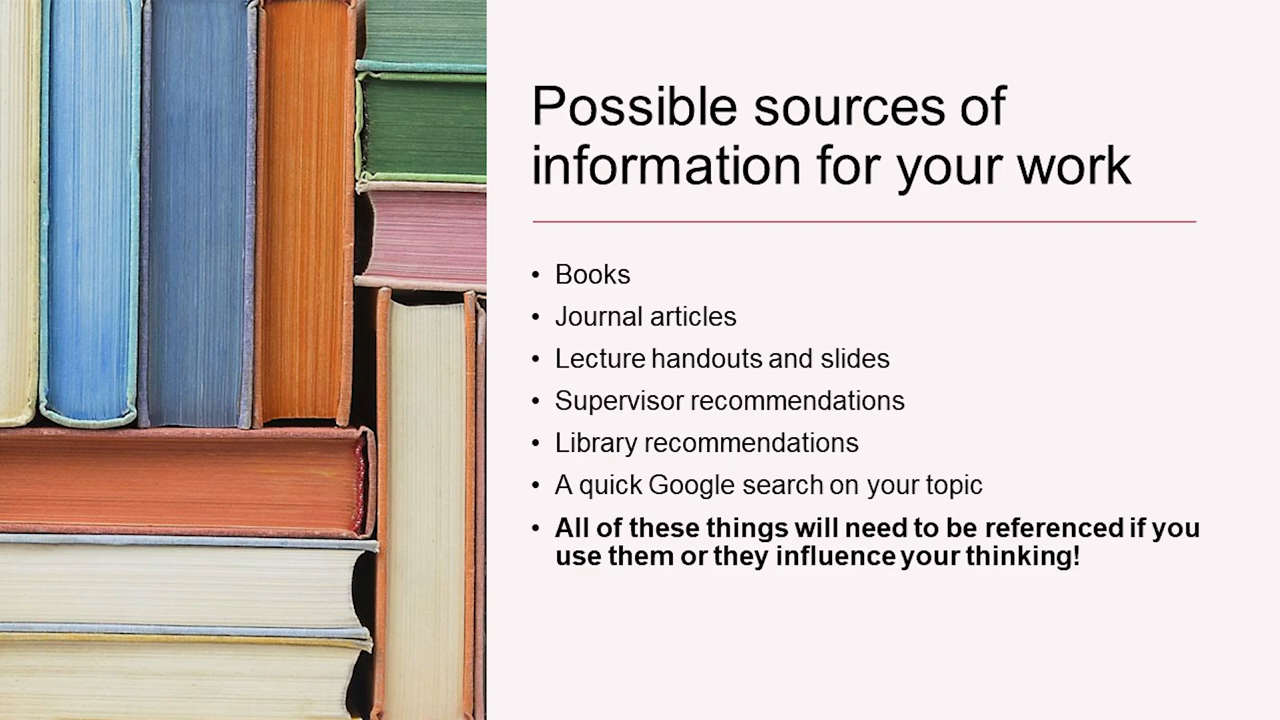 Possible sources of
information for your work
• Books
• Journal articles
• Lecture handouts and slides
• Supervisor recommendations
• Library recommendations
• A quick Google search on your topic
• All of these things will need to be referenced if you
use them or they influence your thinking!